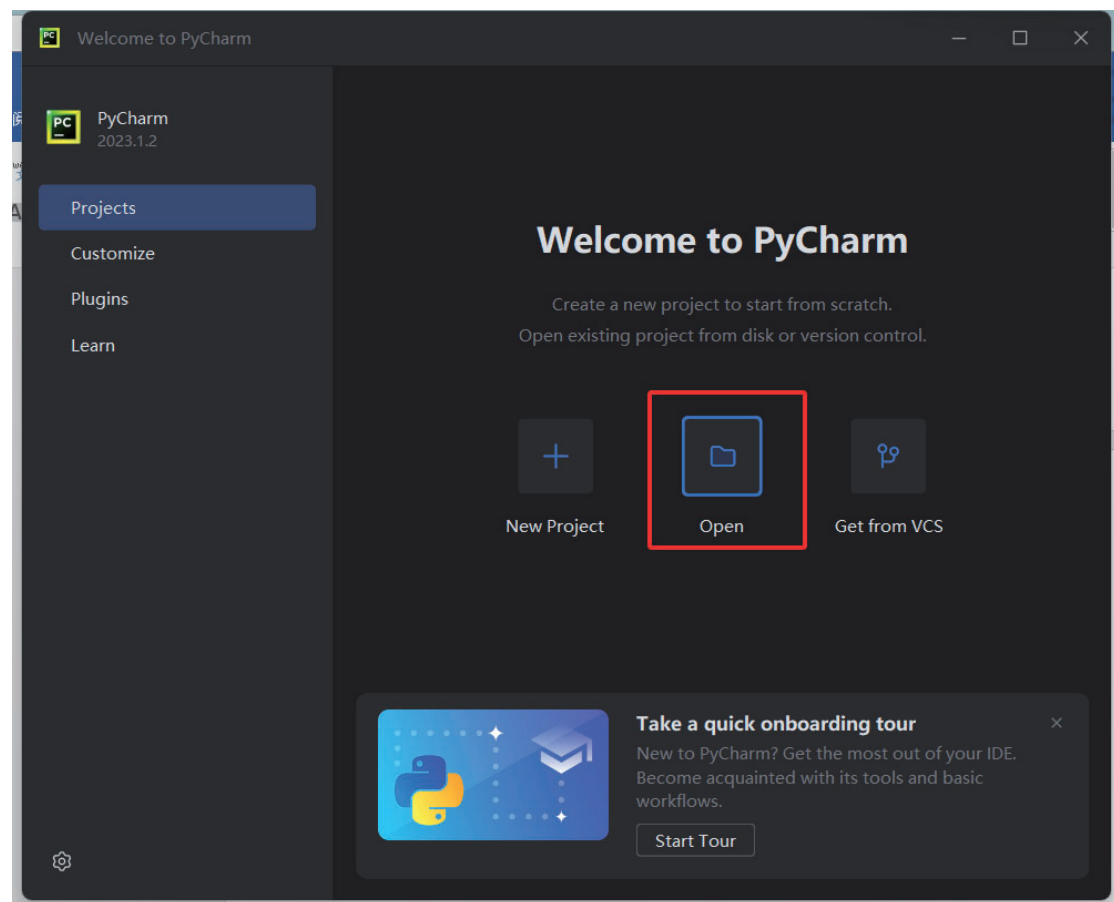 Welcome to PyCharm
PC
PyCharm
2023.1.2
Projects
Customize
Plugins
Learn
Welcome to PyCharm
Create a new project to start from scratch.
Open existing project from disk or version control.
New Project
Open
Get from VCS
Take a quick onboarding tour
New to PyCharm? Get the most out of your IDE.
Become acquainted with its tools and basic
workflows.
Start Tour